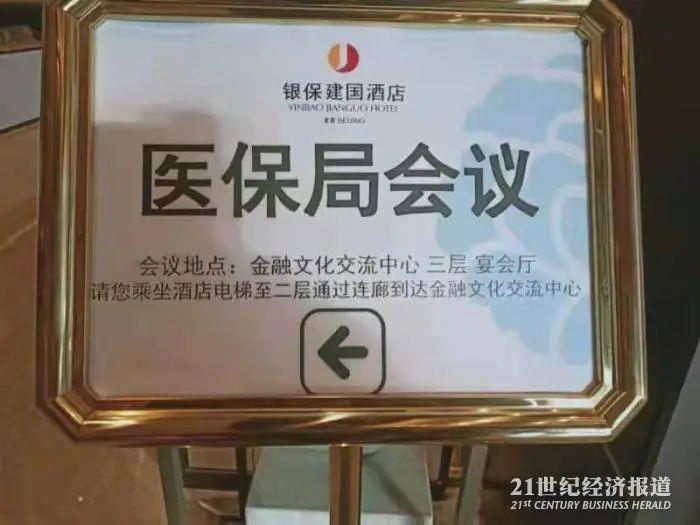 银保建国酒店
YINBAO JIANGUO HOTEL
北京 BEIJING
医保局会议
会议地点：金融文化交流中心 三层 宴会厅
请您乘坐酒店电梯至二层通过连廊到达金融文化交流中心
21世纪经济报道
21ST CENTURY BUSINESS HERALD